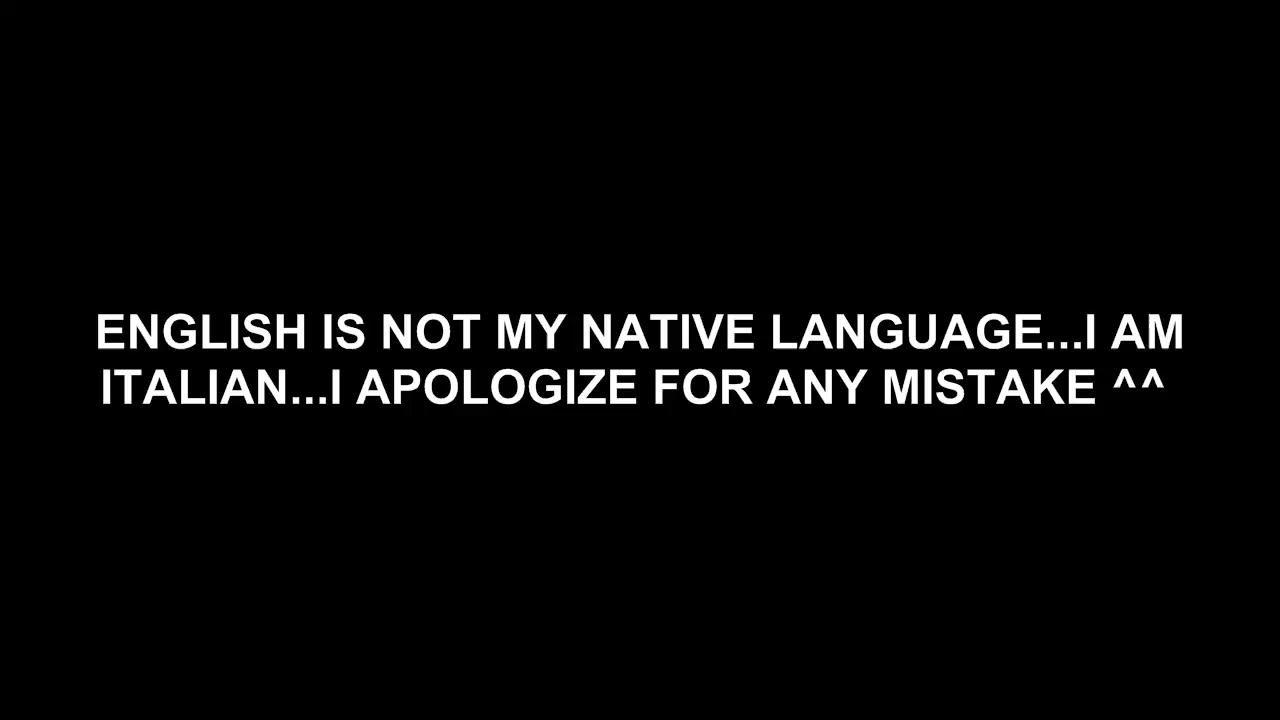 ENGLISH IS NOT MY NATIVE LANGUAGE...I AM
ITALIAN...I APOLOGIZE FOR ANY MISTAKE ^^